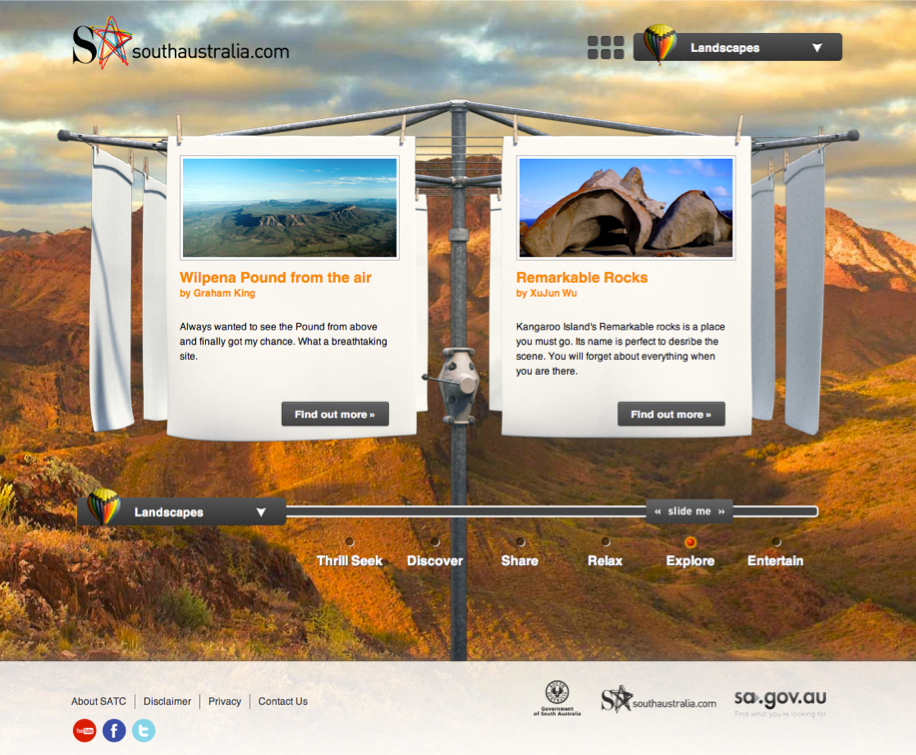 SA southaustralia.com
Landscapes
Wilpena Pound from the air
by Graham King
Always wanted to see the Pound from above
and finally got my chance. What a breathtaking
site.
Find out more »
Remarkable Rocks
by XuJun Wu
Kangaroo Island's Remarkable rocks is a place
you must go. Its name is perfect to desribe the
scene. You will forget about everything when
you are there.
Find out more »
Landscapes
« slide me »
Thrill Seek
Discover
Share
Relax
Explore
Entertain
About SATC | Disclaimer | Privacy | Contact Us
YouTube
f
t
Government
of South Australia
SA southaustralia.com
sa.gov.au
Find what you're looking for